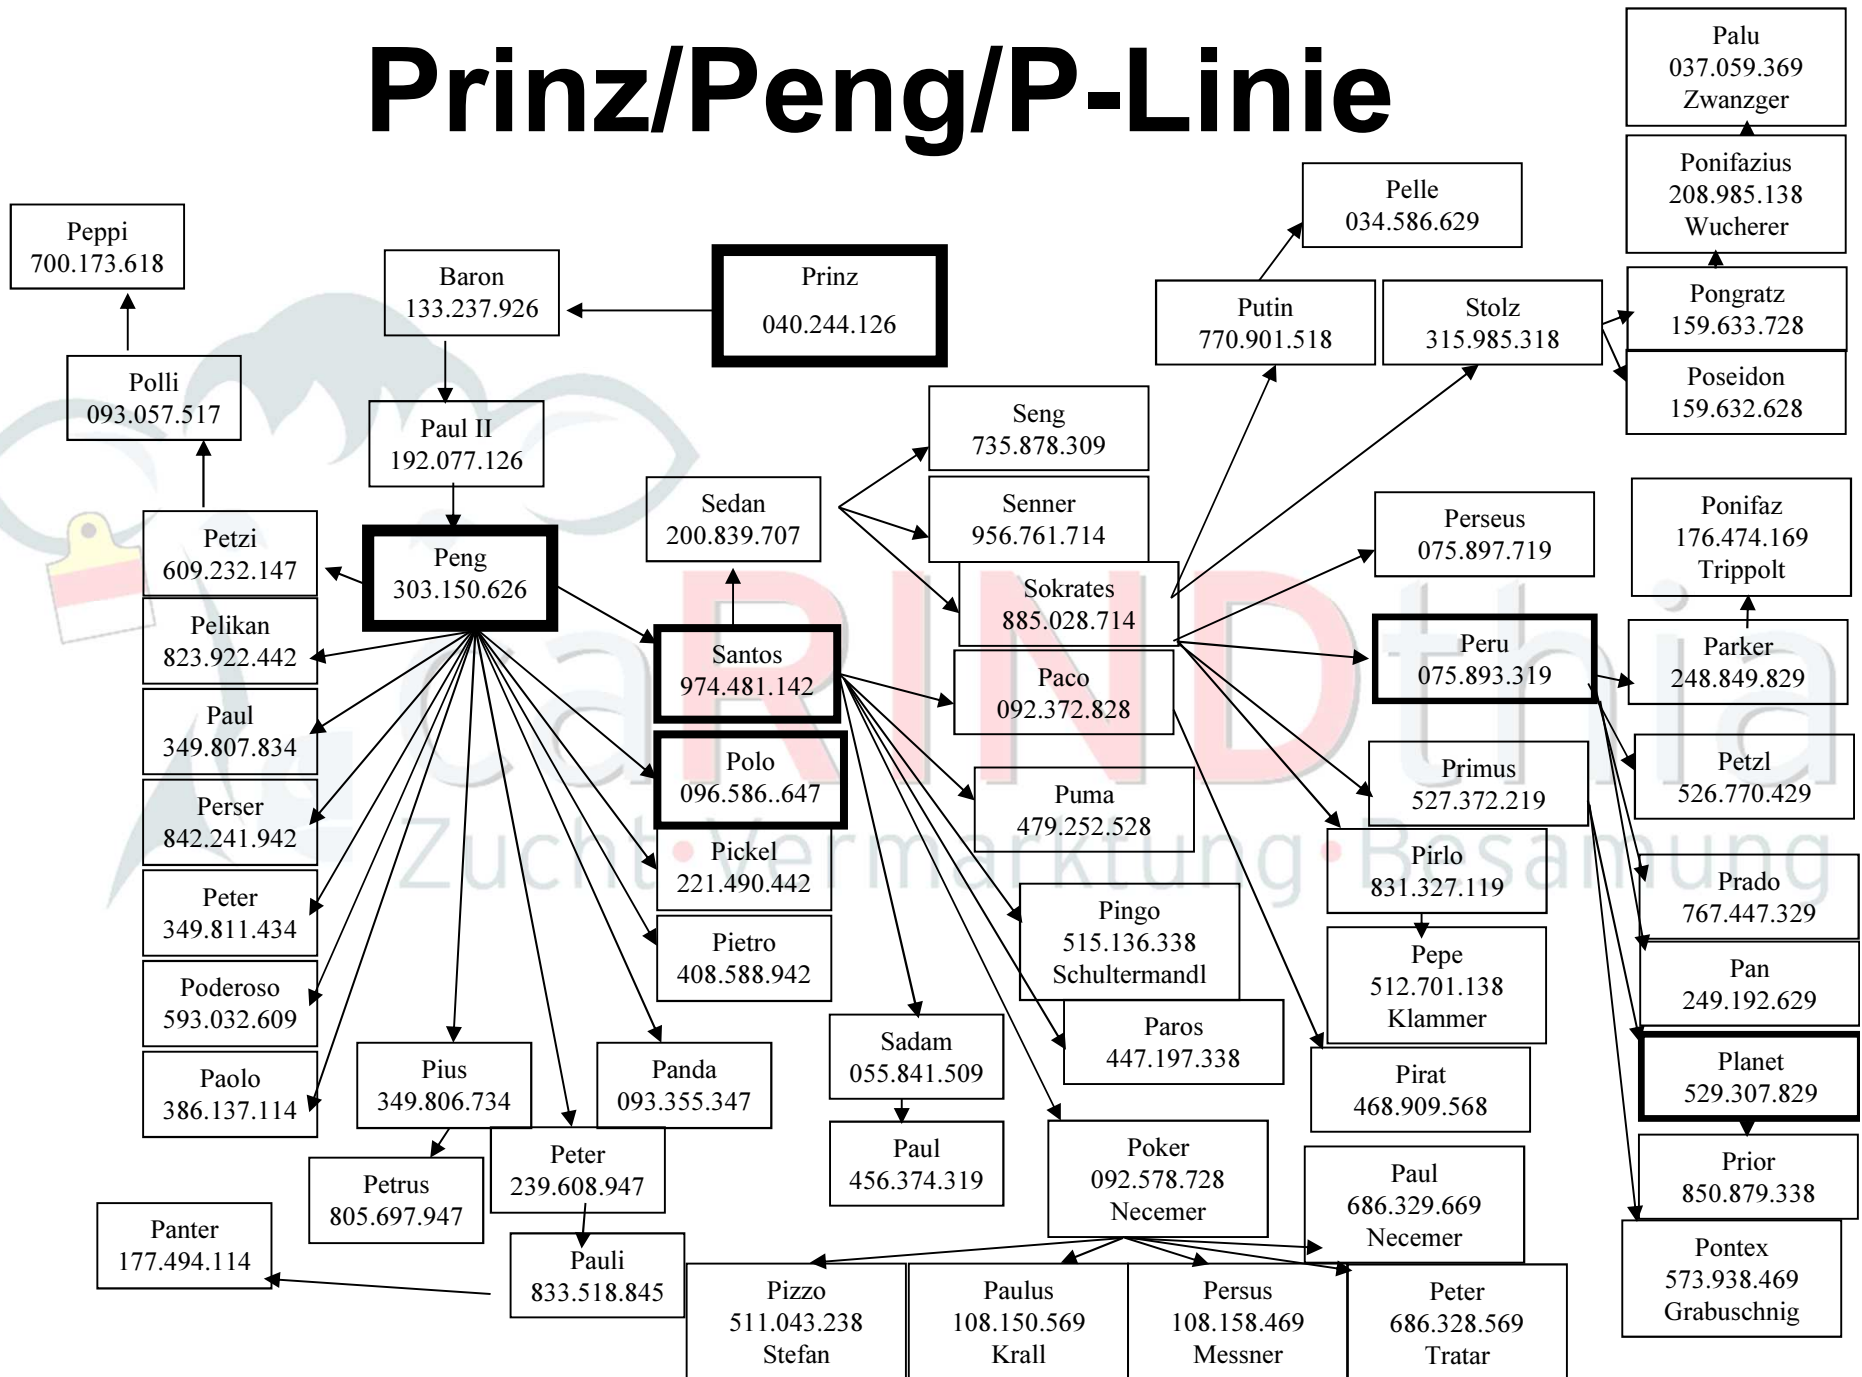 Prinz/Peng/P-Linie
Palu
037.059.369
Zwanzger
Ponifazius
208.985.138
Wucherer
Pelle
034.586.629
Peppi
700.173.618
Baron
133.237.926
Prinz
040.244.126
Putin
770.901.518
Stolz
315.985.318
Pongratz
159.633.728
Poseidon
159.632.628
Polli
093.057.517
Paul II
192.077.126
Seng
735.878.309
Sedan
200.839.707
Senner
956.761.714
Perseus
075.897.719
Ponifaz
176.474.169
Trippolt
Petzi
609.232.147
Peng
303.150.626
Sokrates
885.028.714
Pelikan
823.922.442
Santos
974.481.142
Paco
092.372.828
Peru
075.893.319
Parker
248.849.829
Paul
349.807.834
Polo
096.586..647
Puma
479.252.528
Primus
527.372.219
Petzl
526.770.429
Perser
842.241.942
Pickel
221.490.442
Pirlo
831.327.119
Prado
767.447.329
Peter
349.811.434
Pietro
408.588.942
Pingo
515.136.338
Schultermandl
Pepe
512.701.138
Klammer
Pan
249.192.629
Poderoso
593.032.609
Sadam
055.841.509
Paros
447.197.338
Planet
529.307.829
Paolo
386.137.114
Pius
349.806.734
Panda
093.355.347
Pirat
468.909.568
Petrus
805.697.947
Peter
239.608.947
Paul
456.374.319
Poker
092.578.728
Necemer
Paul
686.329.669
Necemer
Prior
850.879.338
Panter
177.494.114
Pauli
833.518.845
Pizzo
511.043.238
Stefan
Paulus
108.150.569
Krall
Persus
108.158.469
Messner
Peter
686.328.569
Tratar
Pontex
573.938.469
Grabuschnig
caRINDthia
Zucht•Vermarktung•Besamung